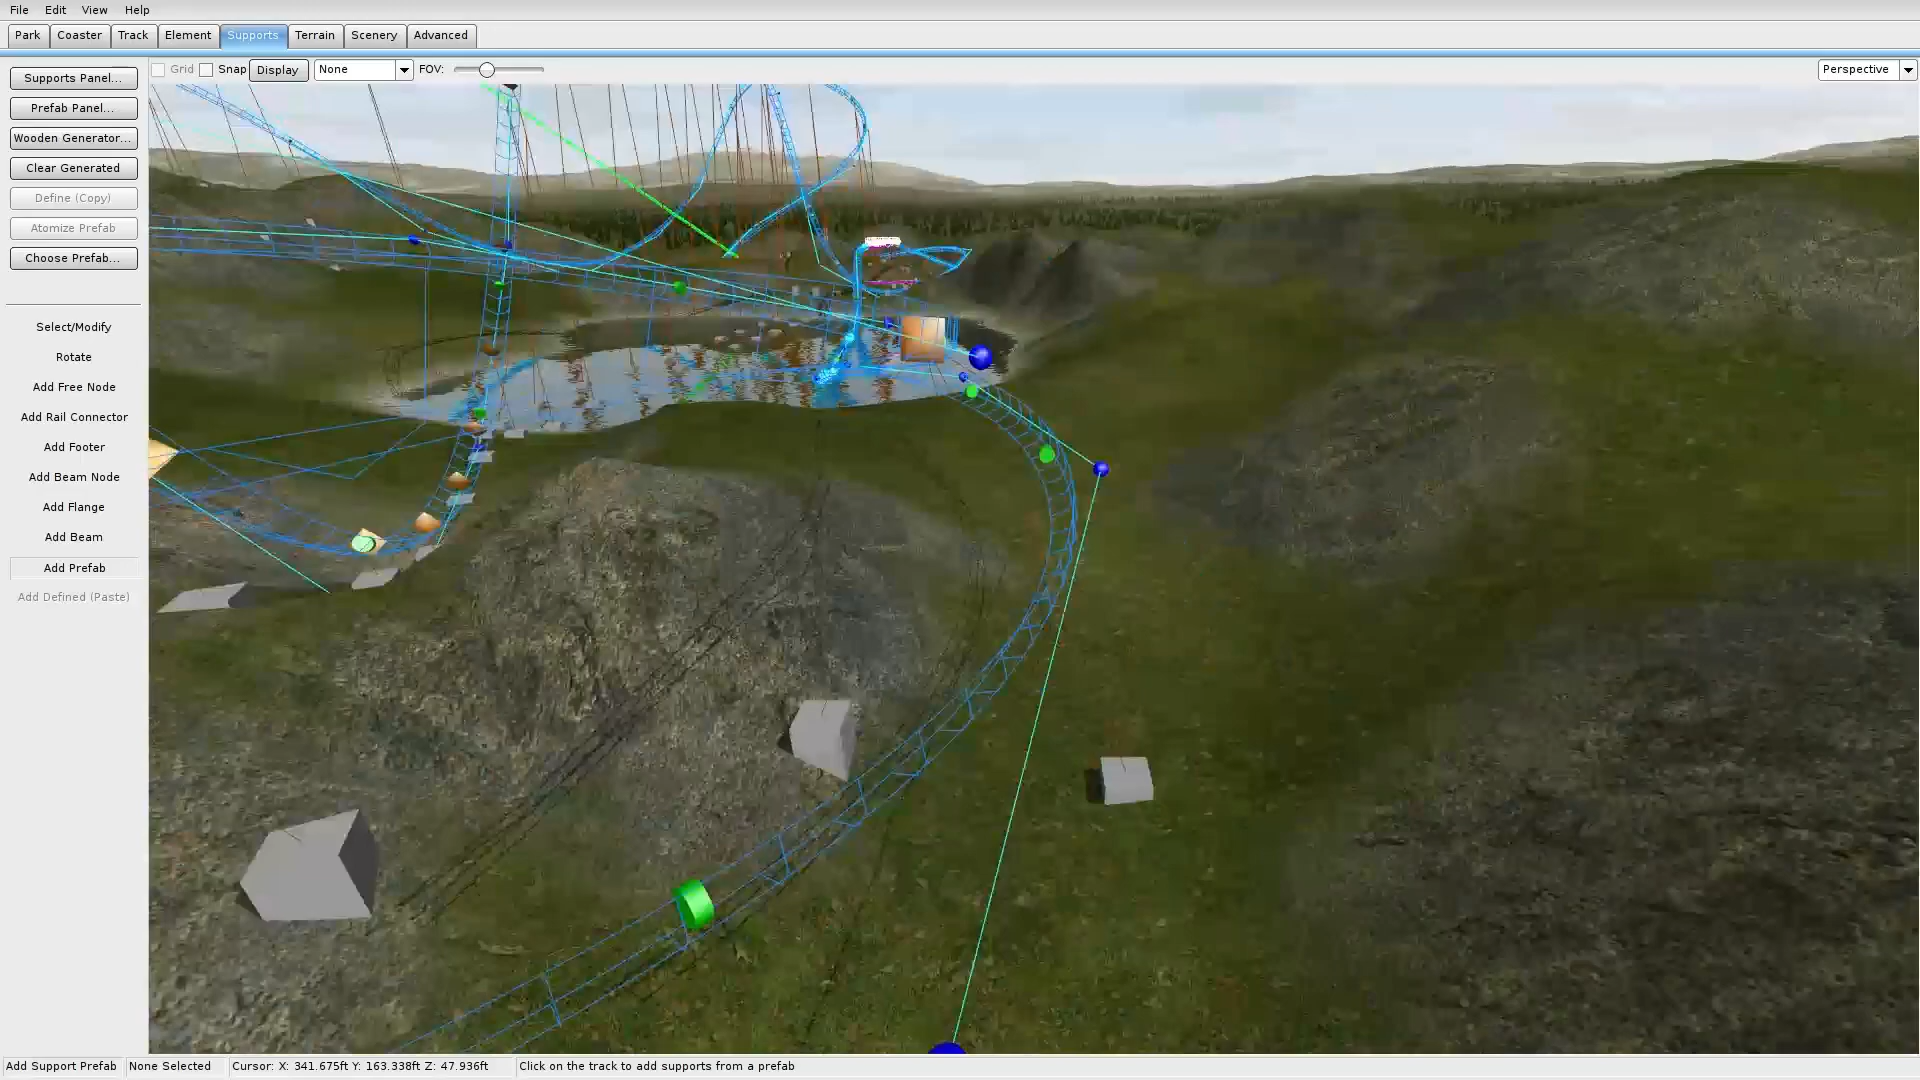 File Edit View Help
Park Coaster Track Element Supports Terrain Scenery Advanced
Grid Snap Display None FOV: Perspective
Supports Panel...
Prefab Panel...
Wooden Generator...
Clear Generated
Define (Copy)
Atomize Prefab
Choose Prefab...
Select/Modify
Rotate
Add Free Node
Add Rail Connector
Add Footer
Add Beam Node
Add Flange
Add Beam
Add Prefab
Add Defined (Paste)
Add Support Prefab None Selected Cursor: X: 341.675ft Y: 163.338ft Z: 47.936ft Click on the track to add supports from a prefab